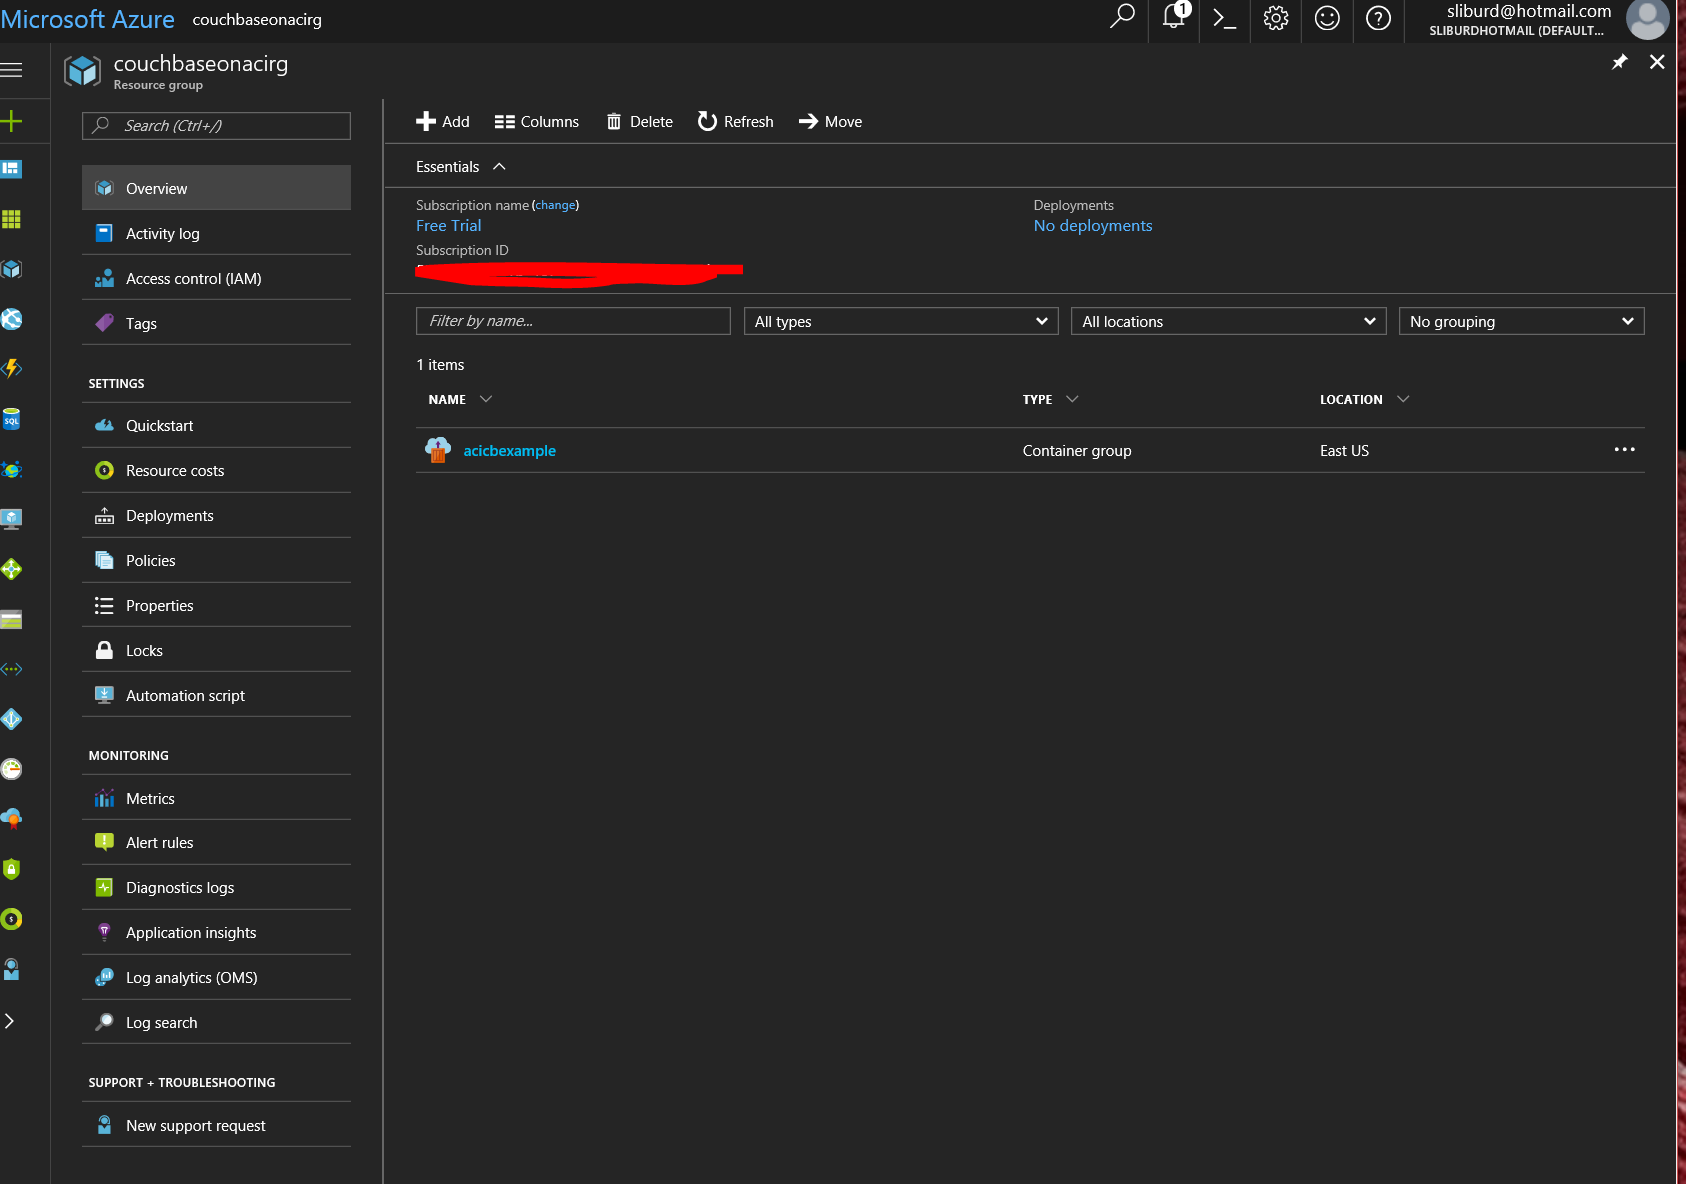 Microsoft Azure couchbaseonacirg
1
sliburd@hotmail.com
SLIBURDHOTMAIL (DEFAULT...
couchbaseonacirg
Resource group
Search (Ctrl+/)
Overview
Activity log
Access control (IAM)
Tags
SETTINGS
Quickstart
Resource costs
Deployments
Policies
Properties
Locks
Automation script
MONITORING
Metrics
Alert rules
Diagnostics logs
Application insights
Log analytics (OMS)
Log search
SUPPORT + TROUBLESHOOTING
New support request
Add Columns Delete Refresh Move
Essentials
Subscription name (change)
Free Trial
Subscription ID
Deployments
No deployments
Filter by name... All types All locations No grouping
1 items
NAME TYPE LOCATION
acicbexample Container group East US
SQL